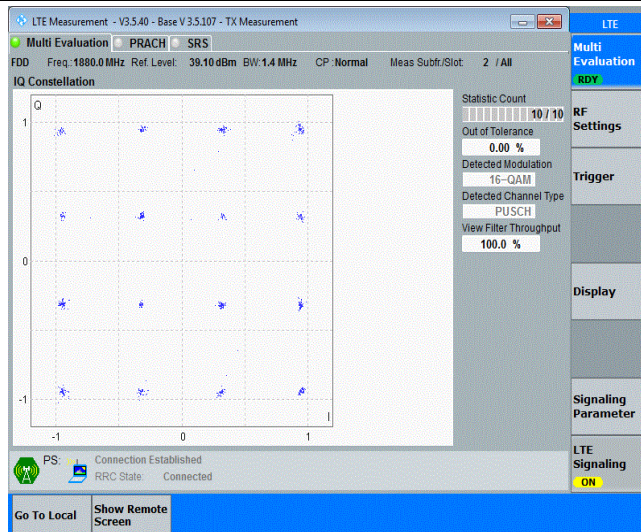 LTE Measurement - V3.5.40 - Base V 3.5.107 - TX Measurement
LTE
Multi Evaluation PRACH SRS
Multi
Evaluation
RDY
FDD Freq.:1880.0 MHz Ref. Level: 39.10 dBm BW:1.4 MHz CP :Normal Meas Subfr./Slot: 2 / All
IQ Constellation
Q
1
0
-1
-1 0 1
I
Statistic Count
10 / 10
Out of Tolerance
0.00 %
Detected Modulation
16-QAM
Detected Channel Type
PUSCH
View Filter Throughput
100.0 %
RF
Settings
Trigger
Display
Signaling
Parameter
LTE
Signaling
ON
PS:
Connection Established
RRC State: Connected
Go To Local
Show Remote
Screen